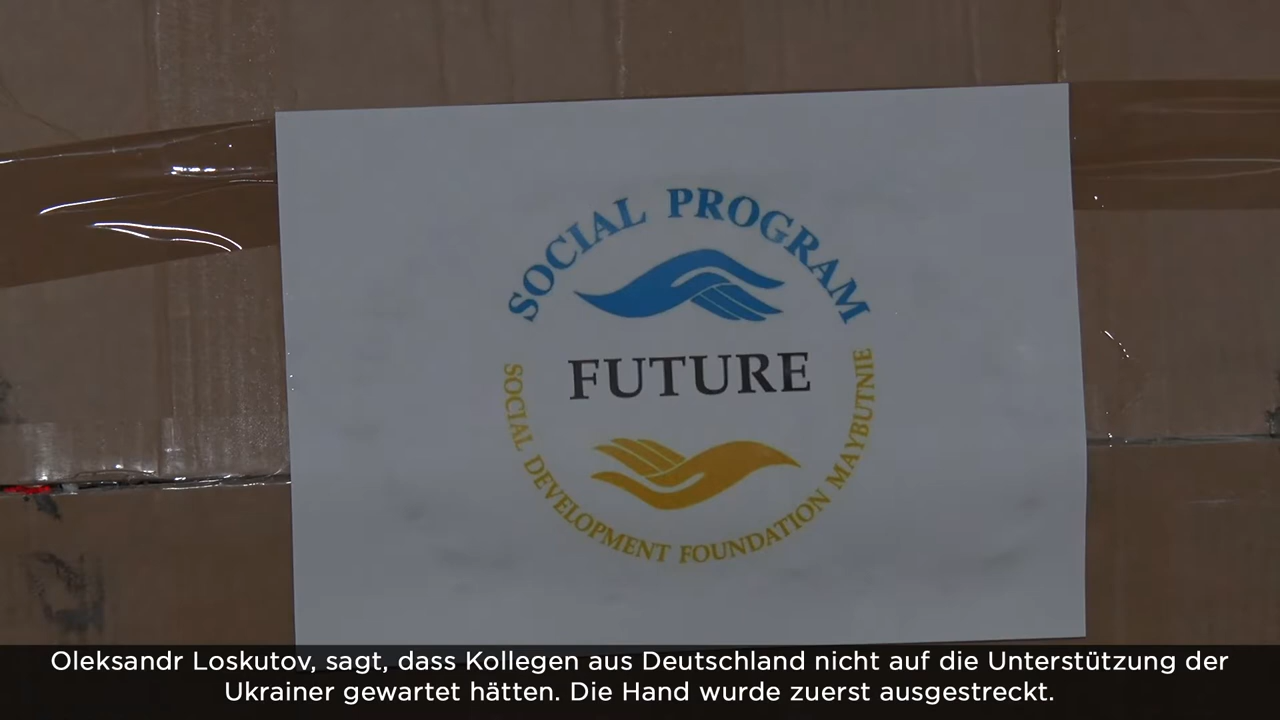 SOCIAL PROGRAM
FUTURE
SOCIAL DEVELOPMENT FOUNDATION MAYBUTNIE
Oleksandr Loskutov, sagt, dass Kollegen aus Deutschland nicht auf die Unterstützung der
Ukrainer gewartet hätten. Die Hand wurde zuerst ausgestreckt.